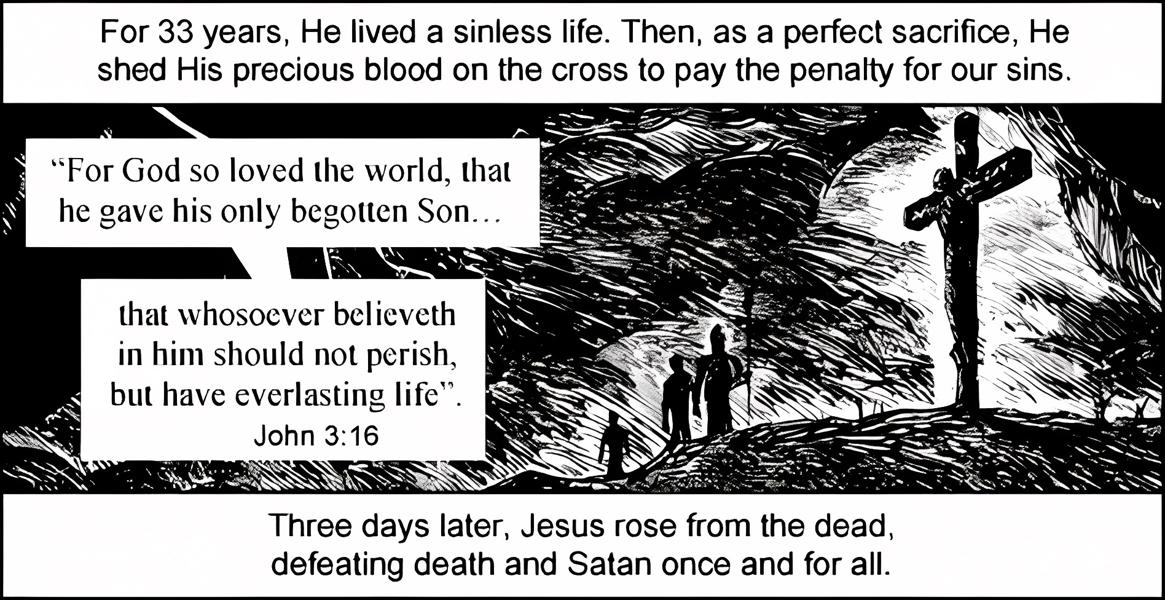 For 33 years, He lived a sinless life. Then, as a perfect sacrifice, He
shed His precious blood on the cross to pay the penalty for our sins.
“For God so loved the world, that
he gave his only begotten Son...
that whosoever believeth
in him should not perish,
but have everlasting life”.
John 3:16
Three days later, Jesus rose from the dead,
defeating death and Satan once and for all.